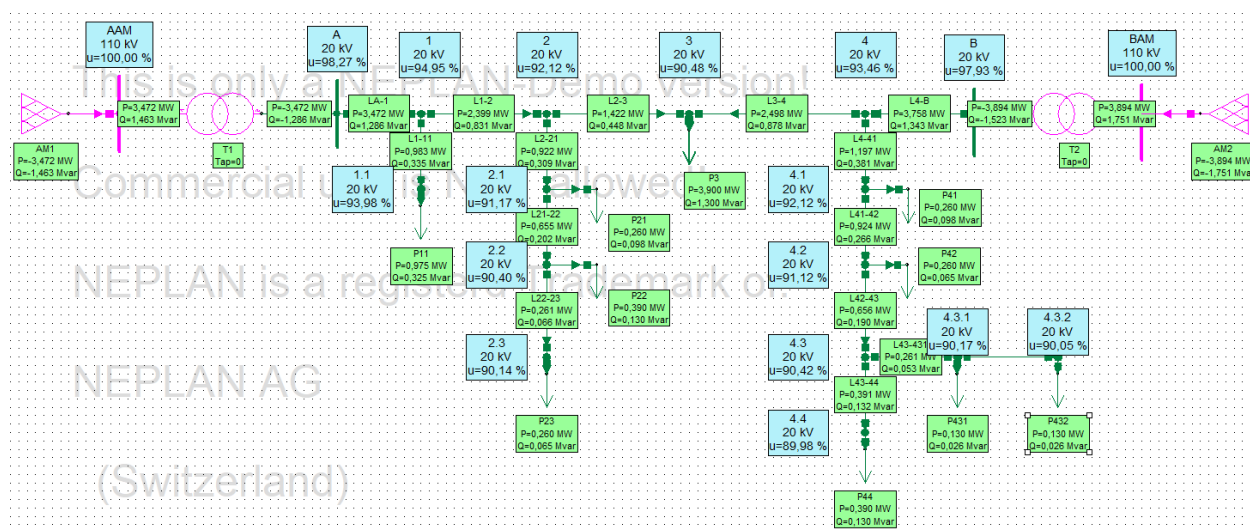 AAM
110 kV
u=100,00 %
A
20 kV
u=98,27 %
1
20 kV
u=94,95 %
2
20 kV
u=92,12 %
3
20 kV
u=90,48 %
4
20 kV
u=93,46 %
B
20 kV
u=97,93 %
BAM
110 kV
u=100,00 %
This is only a NEPLAN-Demo version!
P=3,472 MW
Q=1,463 Mvar
P=-3,472 MW
Q=-1,286 Mvar
LA-1
P=3,472 MW
Q=1,286 Mvar
L1-2
P=2,399 MW
Q=0,831 Mvar
L2-3
P=1,422 MW
Q=0,448 Mvar
L3-4
P=2,498 MW
Q=0,878 Mvar
L4-B
P=3,758 MW
Q=1,343 Mvar
P=-3,894 MW
Q=-1,523 Mvar
P=3,894 MW
Q=1,751 Mvar
AM1
P=-3,472 MW
Q=-1,463 Mvar
T1
Tap=0
L1-11
P=0,983 MW
Q=0,335 Mvar
L2-21
P=0,922 MW
Q=0,309 Mvar
L4-41
P=1,197 MW
Q=0,381 Mvar
T2
Tap=0
AM2
P=-3,894 MW
Q=-1,751 Mvar
Commercial u is N allowed
1.1
20 kV
u=93,98 %
2.1
20 kV
u=91,17 %
P3
P=3,900 MW
Q=1,300 Mvar
4.1
20 kV
u=92,12 %
P11
P=0,975 MW
Q=0,325 Mvar
L21-22
P=0,655 MW
Q=0,202 Mvar
P21
P=0,260 MW
Q=0,098 Mvar
L41-42
P=0,924 MW
Q=0,266 Mvar
P41
P=0,260 MW
Q=0,098 Mvar
NEPLAN is a registe rademark of
2.2
20 kV
u=90,40 %
P22
P=0,390 MW
Q=0,130 Mvar
4.2
20 kV
u=91,12 %
P42
P=0,260 MW
Q=0,065 Mvar
L22-23
P=0,261 MW
Q=0,066 Mvar
L42-43
P=0,656 MW
Q=0,190 Mvar
2.3
20 kV
u=90,14 %
4.3
20 kV
u=90,42 %
L43-431
P=0,261 MW
Q=0,053 Mvar
4.3.1
20 kV
u=90,17 %
4.3.2
20 kV
u=90,05 %
NEPLAN AG
L43-44
P=0,391 MW
Q=0,132 Mvar
P23
P=0,260 MW
Q=0,065 Mvar
4.4
20 kV
u=89,98 %
P431
P=0,130 MW
Q=0,026 Mvar
P432
P=0,130 MW
Q=0,026 Mvar
(Switzerland)
P44
P=0,390 MW
Q=0,130 Mvar